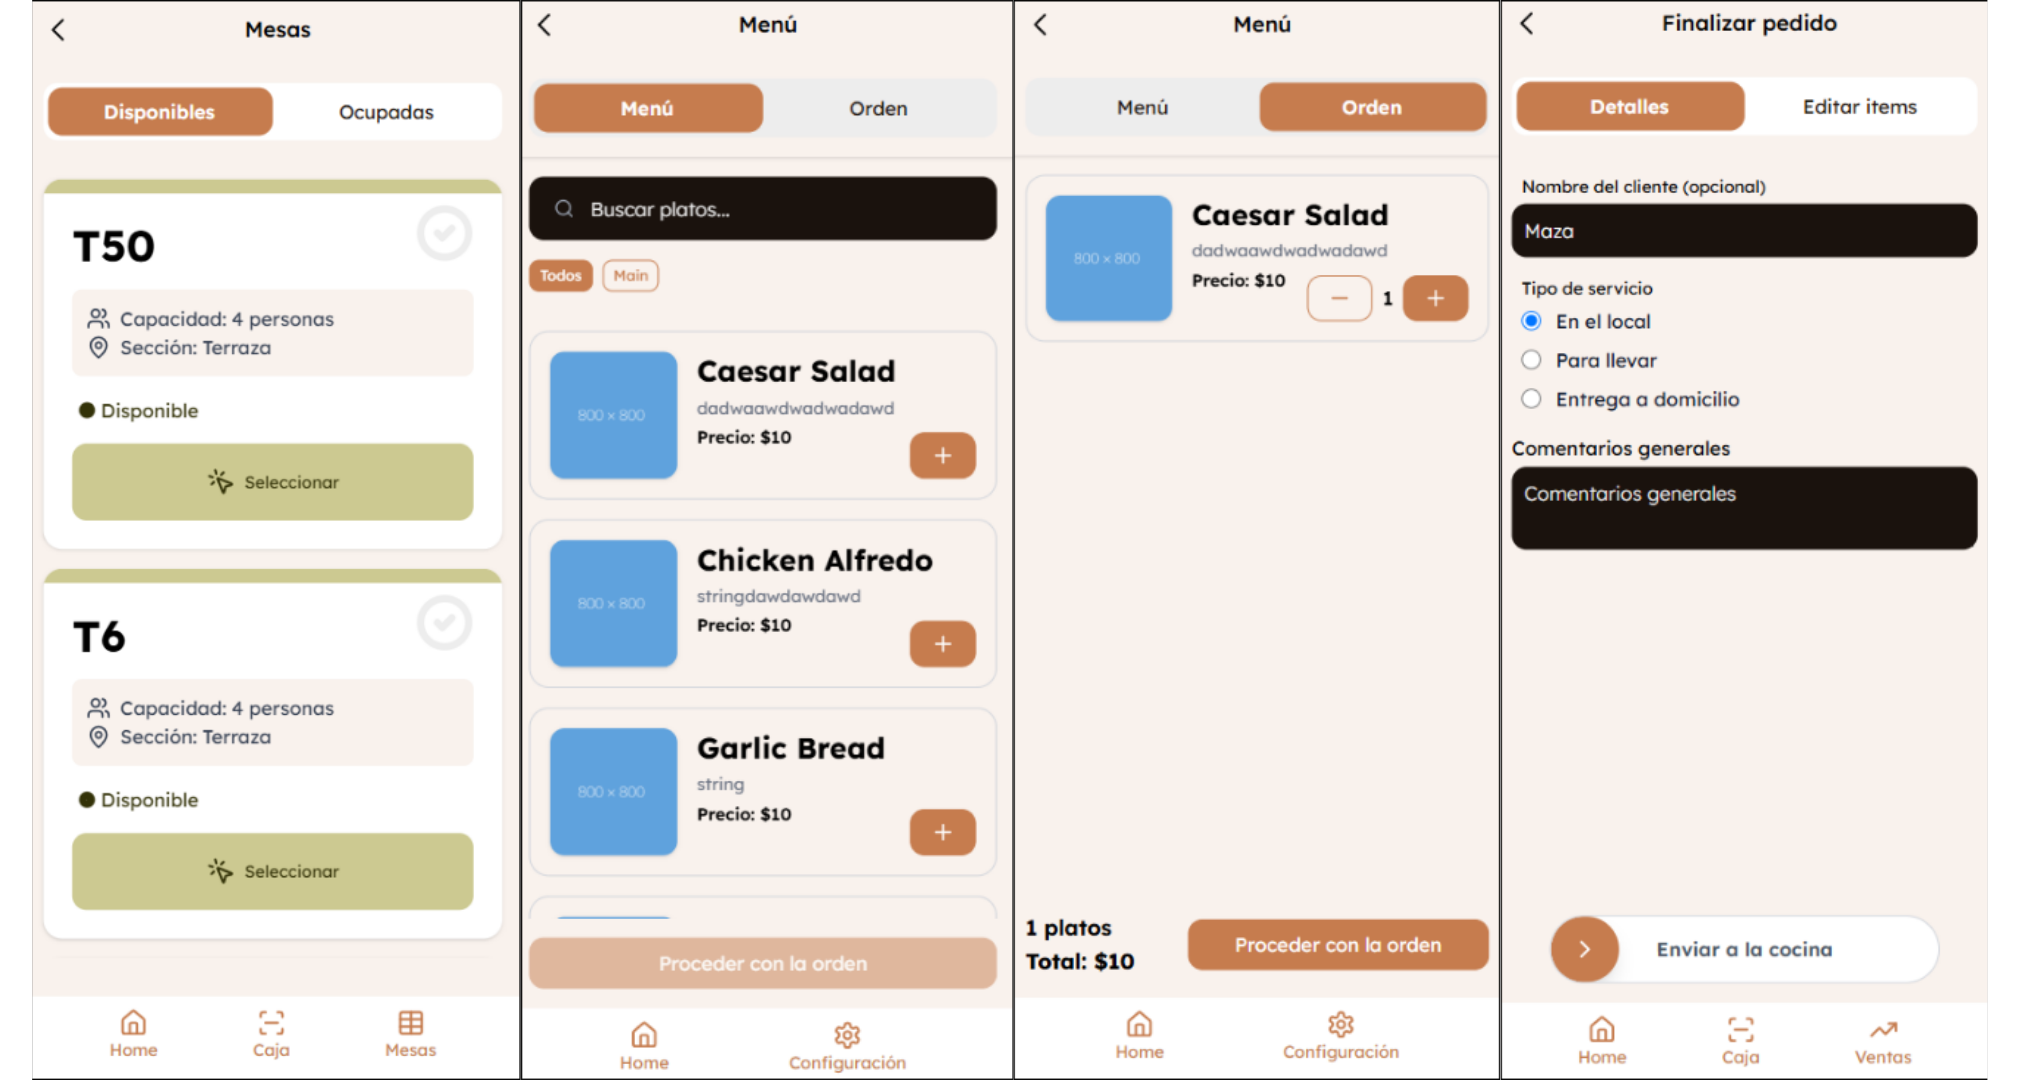 Mesas
Disponibles
Ocupadas
T50
Capacidad: 4 personas
Sección: Terraza
Disponible
Seleccionar
T6
Capacidad: 4 personas
Sección: Terraza
Disponible
Seleccionar
Home
Caja
Mesas
Menú
Menú
Orden
Buscar platos...
Todos
Main
800 × 800
Caesar Salad
dadwaawdwadwadawd
Precio: $10
800 × 800
Chicken Alfredo
stringdawdawdawd
Precio: $10
800 × 800
Garlic Bread
string
Precio: $10
Proceder con la orden
Home
Configuración
Menú
Menú
Orden
800 × 800
Caesar Salad
dadwaawdwadwadawd
Precio: $10
1
1 platos
Total: $10
Proceder con la orden
Home
Configuración
Finalizar pedido
Detalles
Editar items
Nombre del cliente (opcional)
Maza
Tipo de servicio
En el local
Para llevar
Entrega a domicilio
Comentarios generales
Comentarios generales
Enviar a la cocina
Home
Caja
Ventas